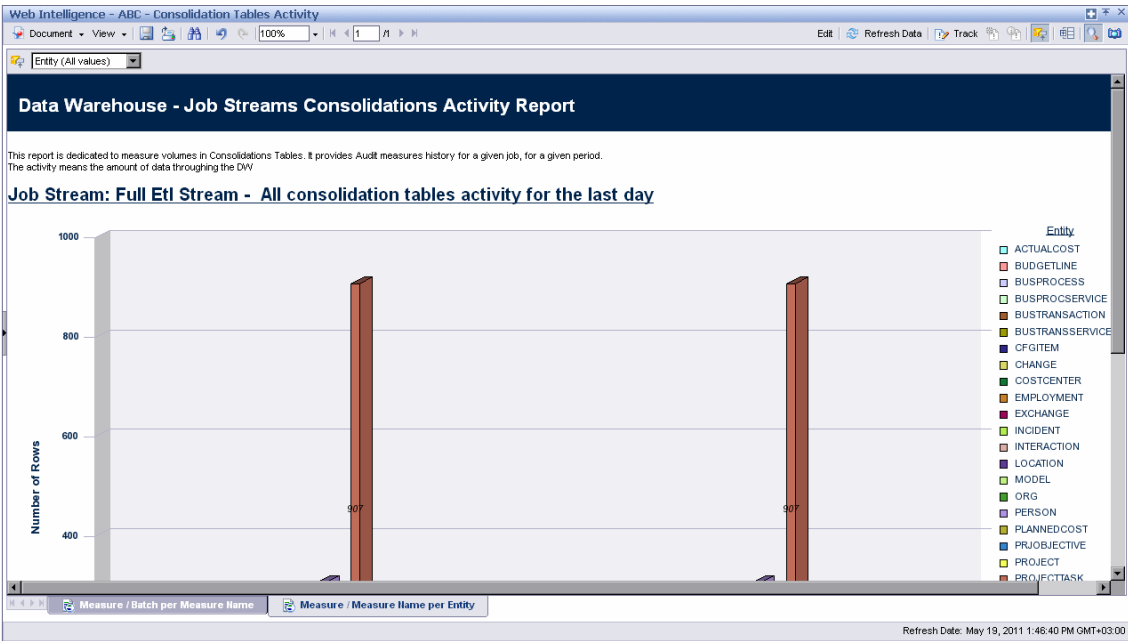 Web Intelligence - ABC - Consolidation Tables Activity
Document View 100% 1 /1 Edit Refresh Data Track
Entity (All values)
Data Warehouse - Job Streams Consolidations Activity Report
This report is dedicated to measure volumes in Consolidations Tables. It provides Audit measures history for a given job, for a given period.
The activity means the amount of data throughing the DW
Job Stream: Full Etl Stream - All consolidation tables activity for the last day
Number of Rows
1000
800
600
400
907
907
Entity
ACTUALCOST
BUDGETLINE
BUSPROCESS
BUSPROCSERVICE
BUSTRANSACTION
BUSTRANSSERVICE
CFGITEM
CHANGE
COSTCENTER
EMPLOYMENT
EXCHANGE
INCIDENT
INTERACTION
LOCATION
MODEL
ORG
PERSON
PLANNEDCOST
PRJOBJECTIVE
PROJECT
PROJECTTASK
Measure / Batch per Measure Name
Measure / Measure Name per Entity
Refresh Date: May 19, 2011 1:46:40 PM GMT+03:00